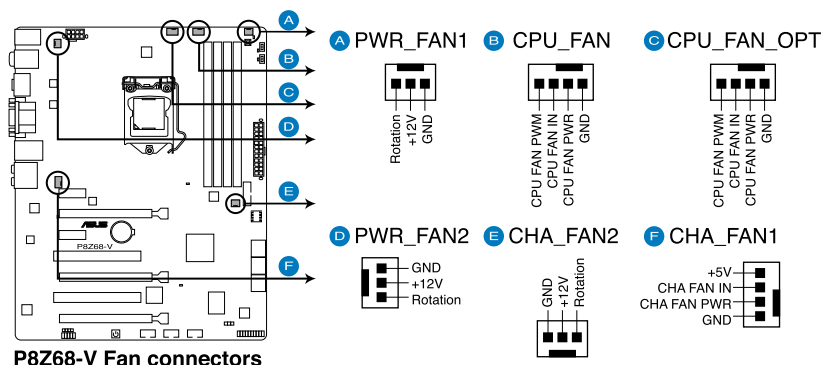 A
B
C
D
E
F
ASUS
P8Z68-V
P8Z68-V Fan connectors
A PWR_FAN1
Rotation
+12V
GND
B CPU_FAN
CPU FAN PWM
CPU FAN IN
CPU FAN PWR
GND
C CPU_FAN_OPT
CPU FAN PWM
CPU FAN IN
CPU FAN PWR
GND
D PWR_FAN2
GND
+12V
Rotation
E CHA_FAN2
GND
+12V
Rotation
F CHA_FAN1
+5V
CHA FAN IN
CHA FAN PWR
GND